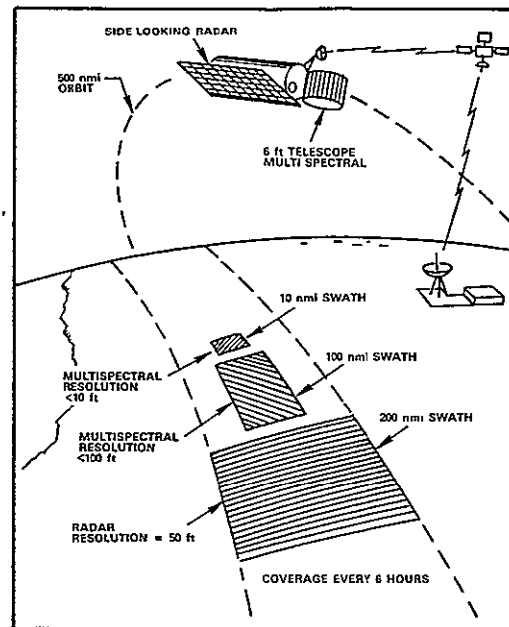 SIDE LOOKING RADAR
500 nmi
ORBIT
6 ft TELESCOPE
MULTI SPECTRAL
10 nmi SWATH
MULTISPECTRAL
RESOLUTION
<10 ft
100 nmi SWATH
MULTISPECTRAL
RESOLUTION
<100 ft
200 nmi SWATH
RADAR
RESOLUTION = 50 ft
COVERAGE EVERY 6 HOURS